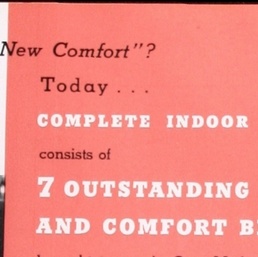 New Comfort"?
Today...
COMPLETE INDOOR
consists of
7 OUTSTANDING
AND COMFORT